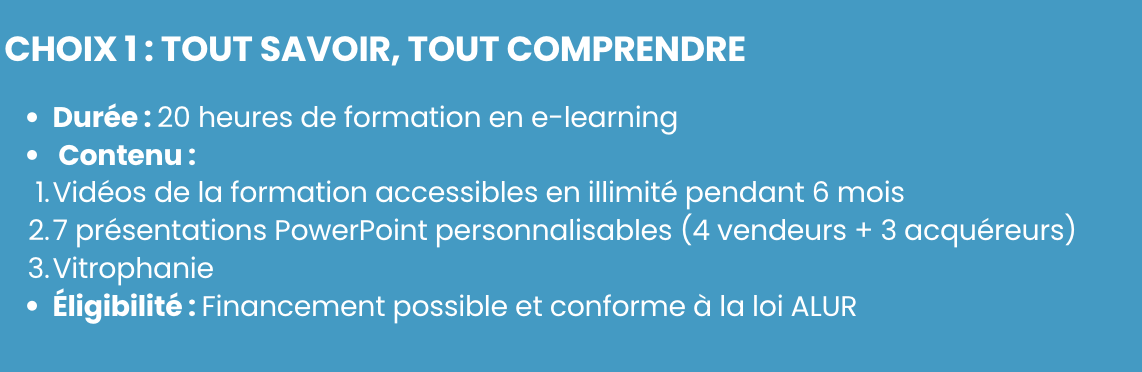 CHOIX 1 : TOUT SAVOIR, TOUT COMPRENDRE
• Durée : 20 heures de formation en e-learning
• Contenu :
1. Vidéos de la formation accessibles en illimité pendant 6 mois
2. 7 présentations PowerPoint personnalisables (4 vendeurs + 3 acquéreurs)
3. Vitrophanie
• Éligibilité : Financement possible et conforme à la loi ALUR